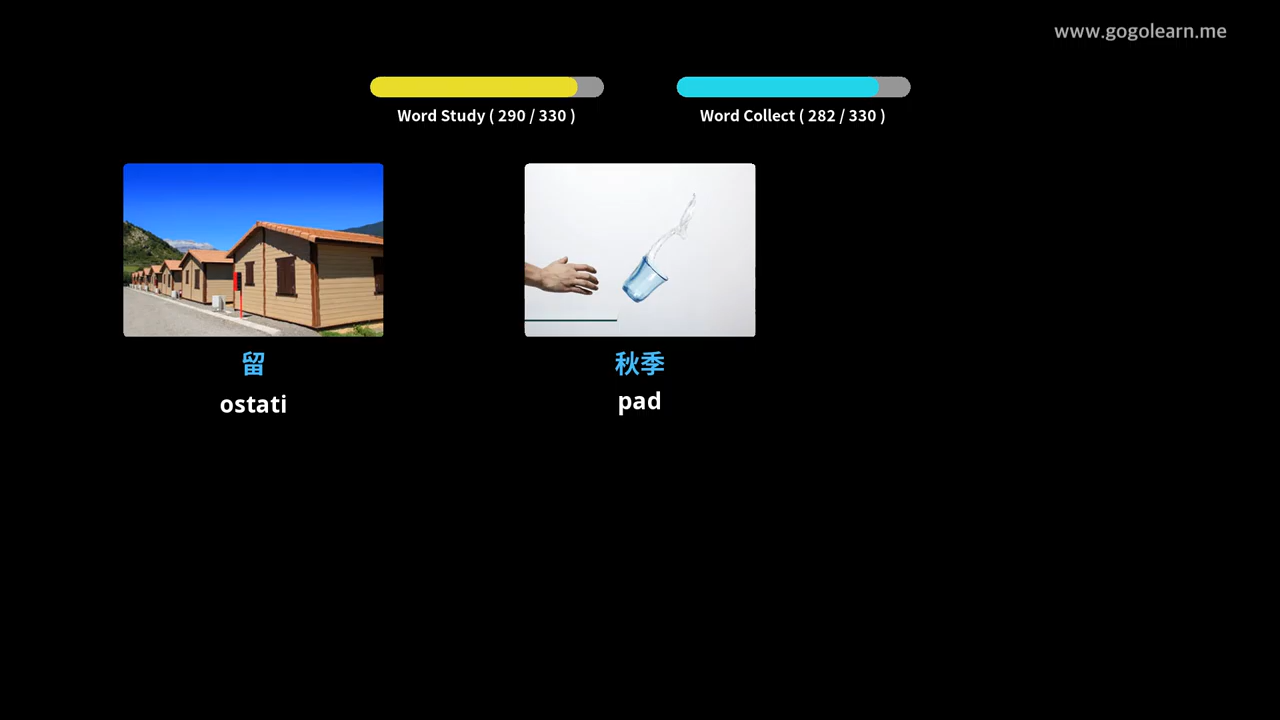 www.gogolearn.me
Word Study ( 290 / 330 )
Word Collect ( 282 / 330 )
留
ostati
秋季
pad